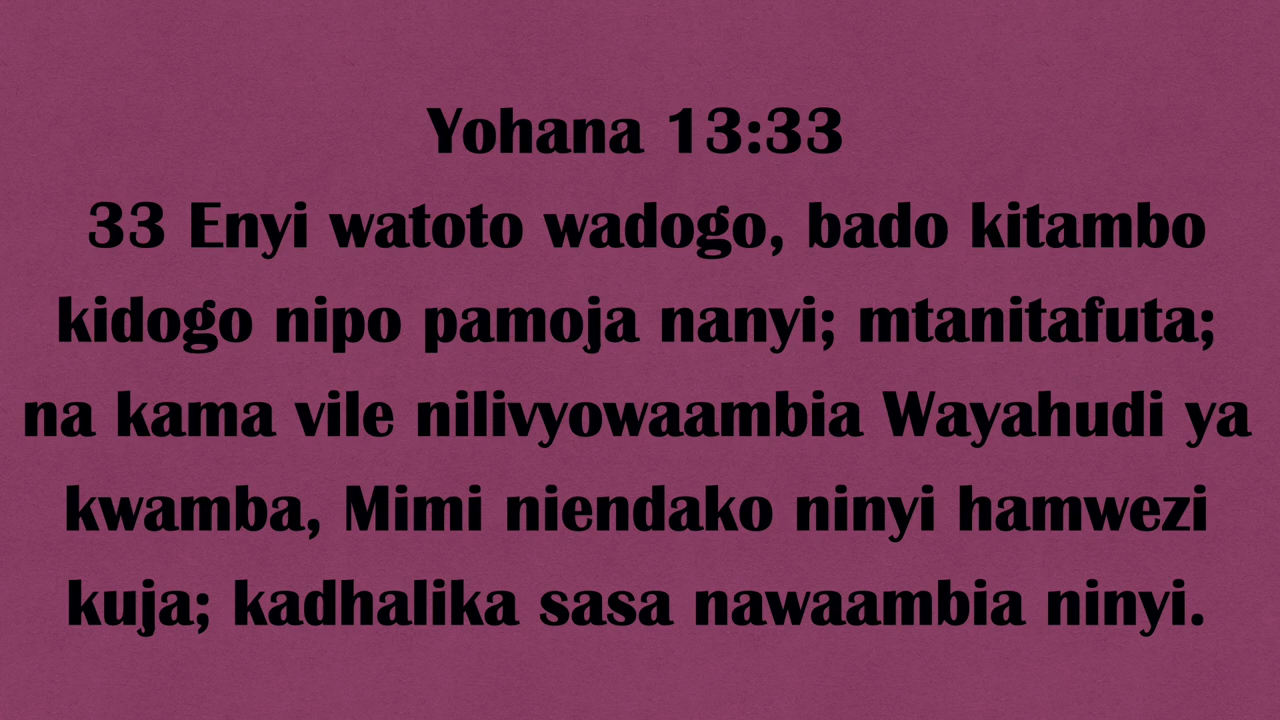 Yohana 13:33
33 Enyi watoto wadogo, bado kitambo
kidogo nipo pamoja nanyi; mtanitafuta;
na kama vile nilivyowaambia Wayahudi ya
kwamba, Mimi niendako ninyi hamwezi
kuja; kadhalika sasa nawaambia ninyi.